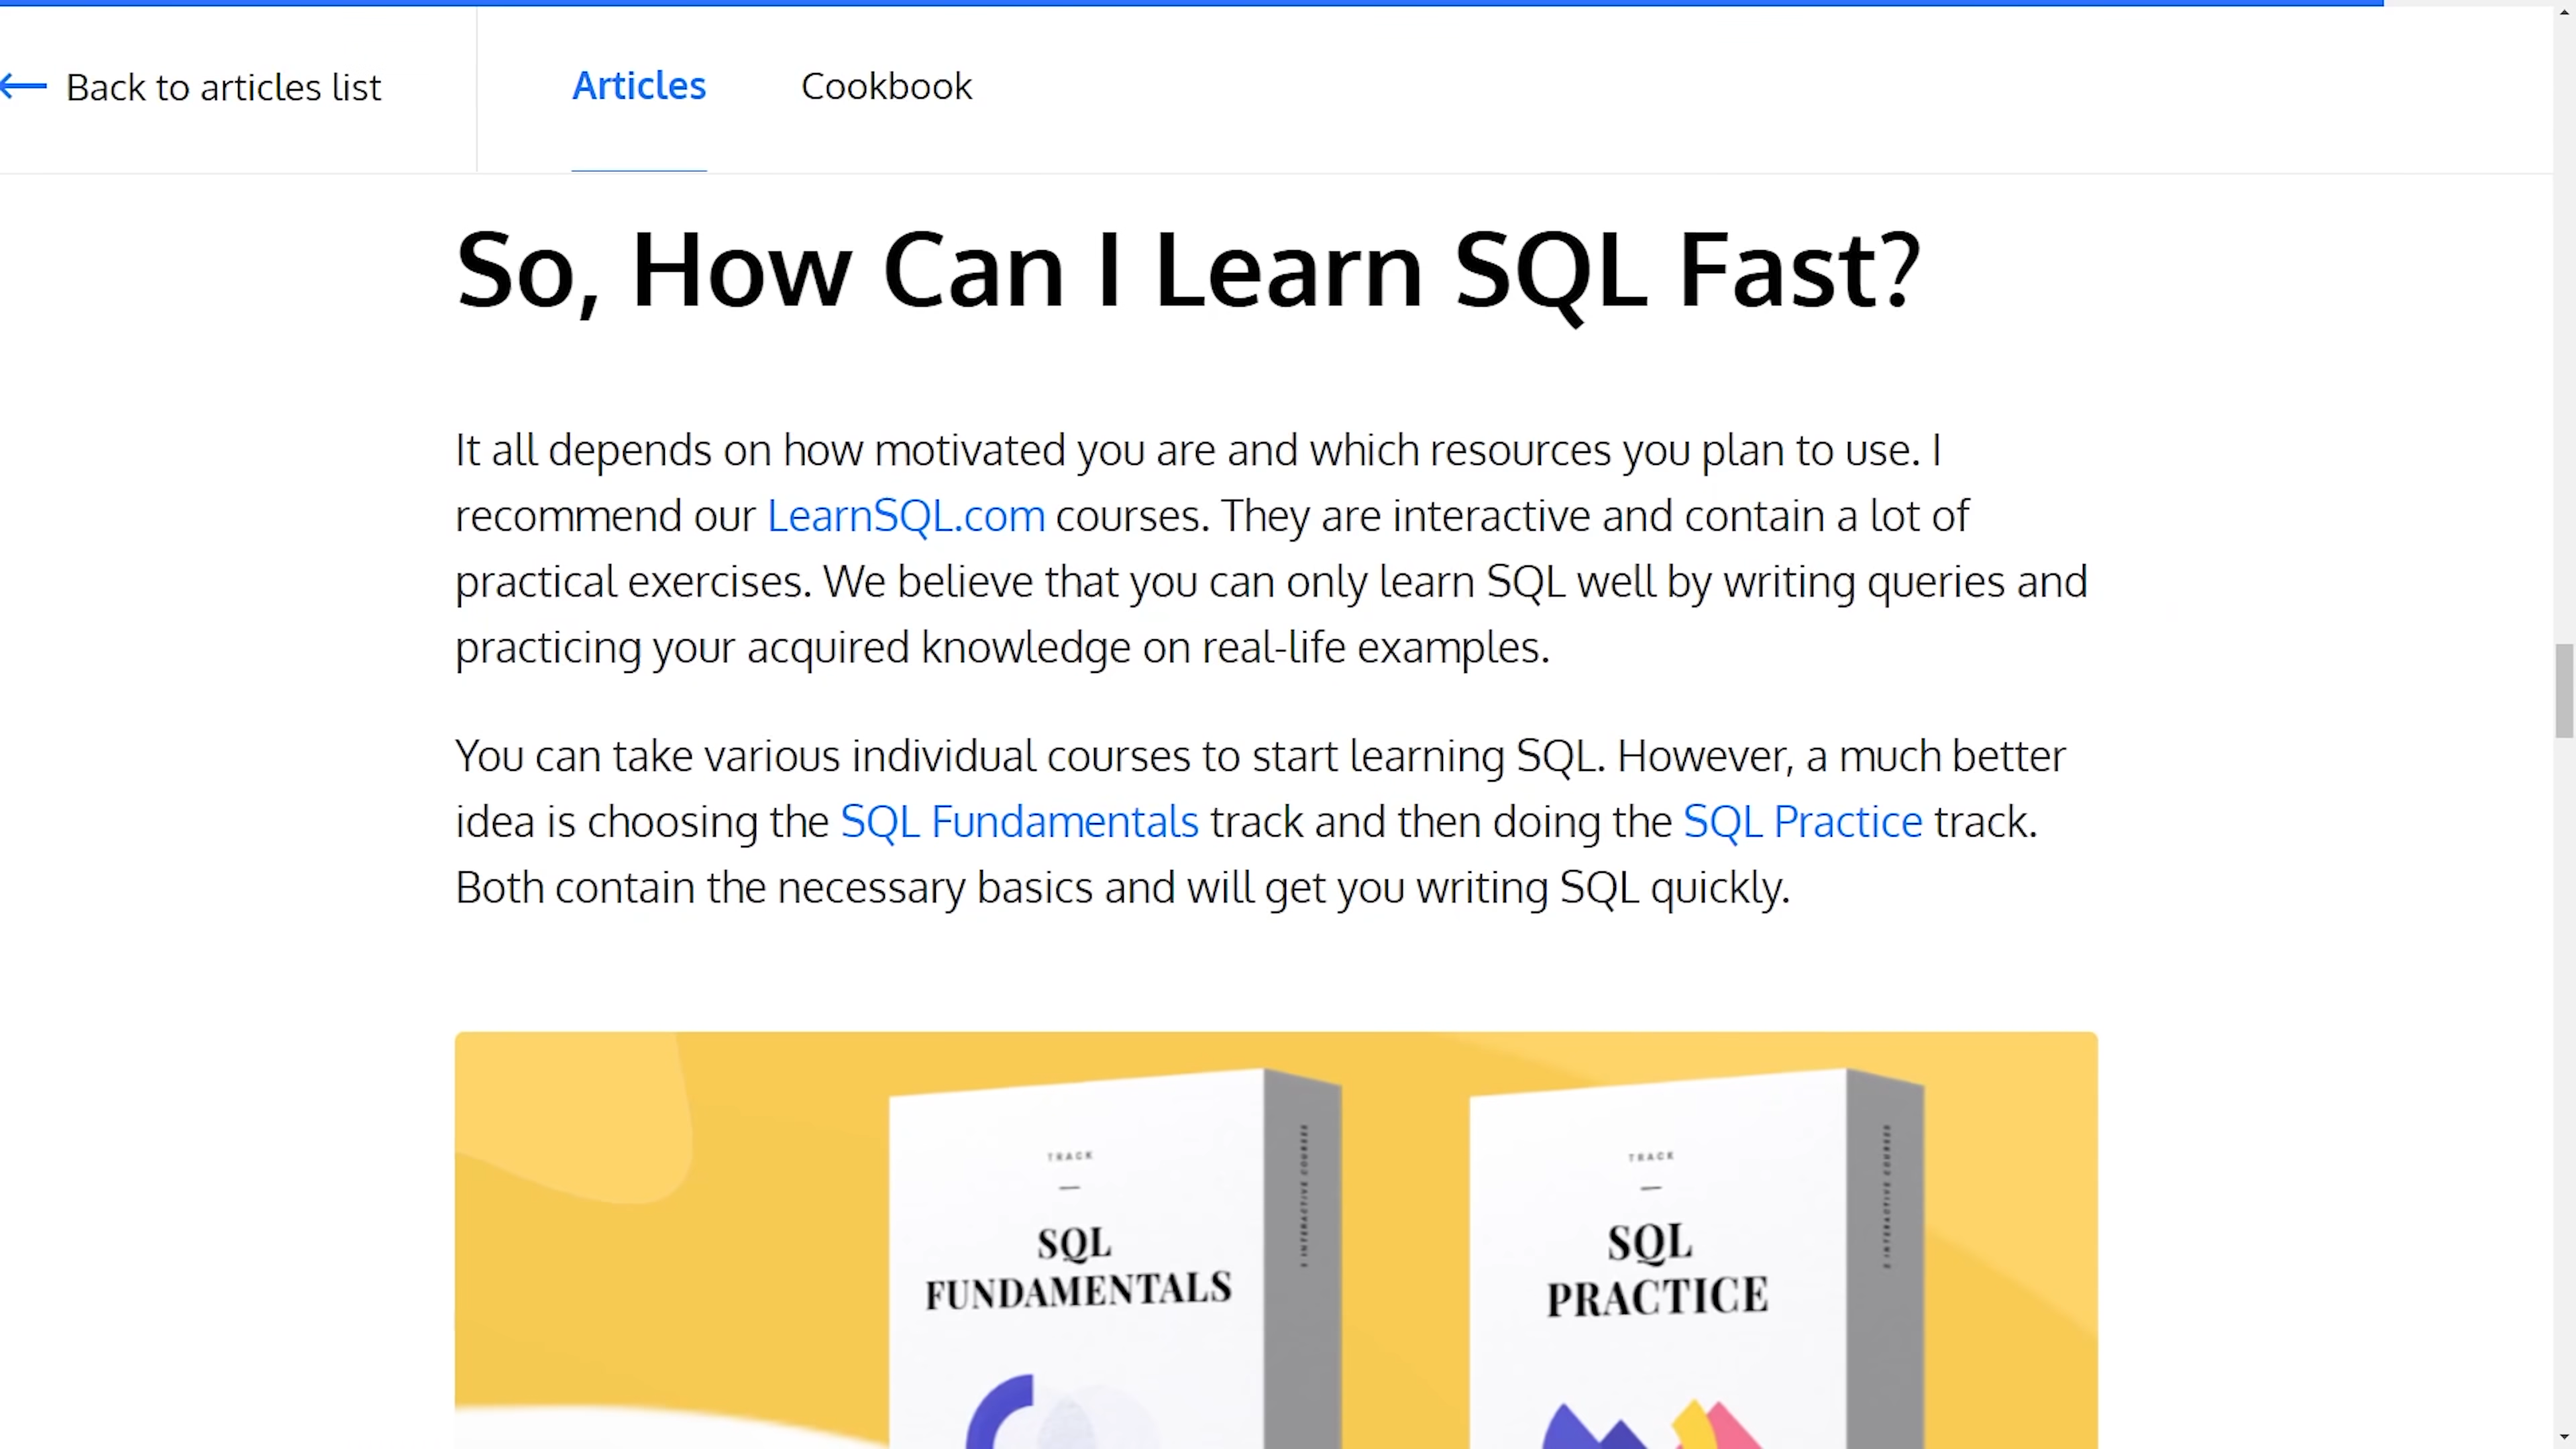 Back to articles list
Articles
Cookbook
So, How Can I Learn SQL Fast?
It all depends on how motivated you are and which resources you plan to use. I
recommend our LearnSQL.com courses. They are interactive and contain a lot of
practical exercises. We believe that you can only learn SQL well by writing queries and
practicing your acquired knowledge on real-life examples.
You can take various individual courses to start learning SQL. However, a much better
idea is choosing the SQL Fundamentals track and then doing the SQL Practice track.
Both contain the necessary basics and will get you writing SQL quickly.
TRACK
SQL
FUNDAMENTALS
INTERACTIVE COURSES
TRACK
SQL
PRACTICE
INTERACTIVE COURSES